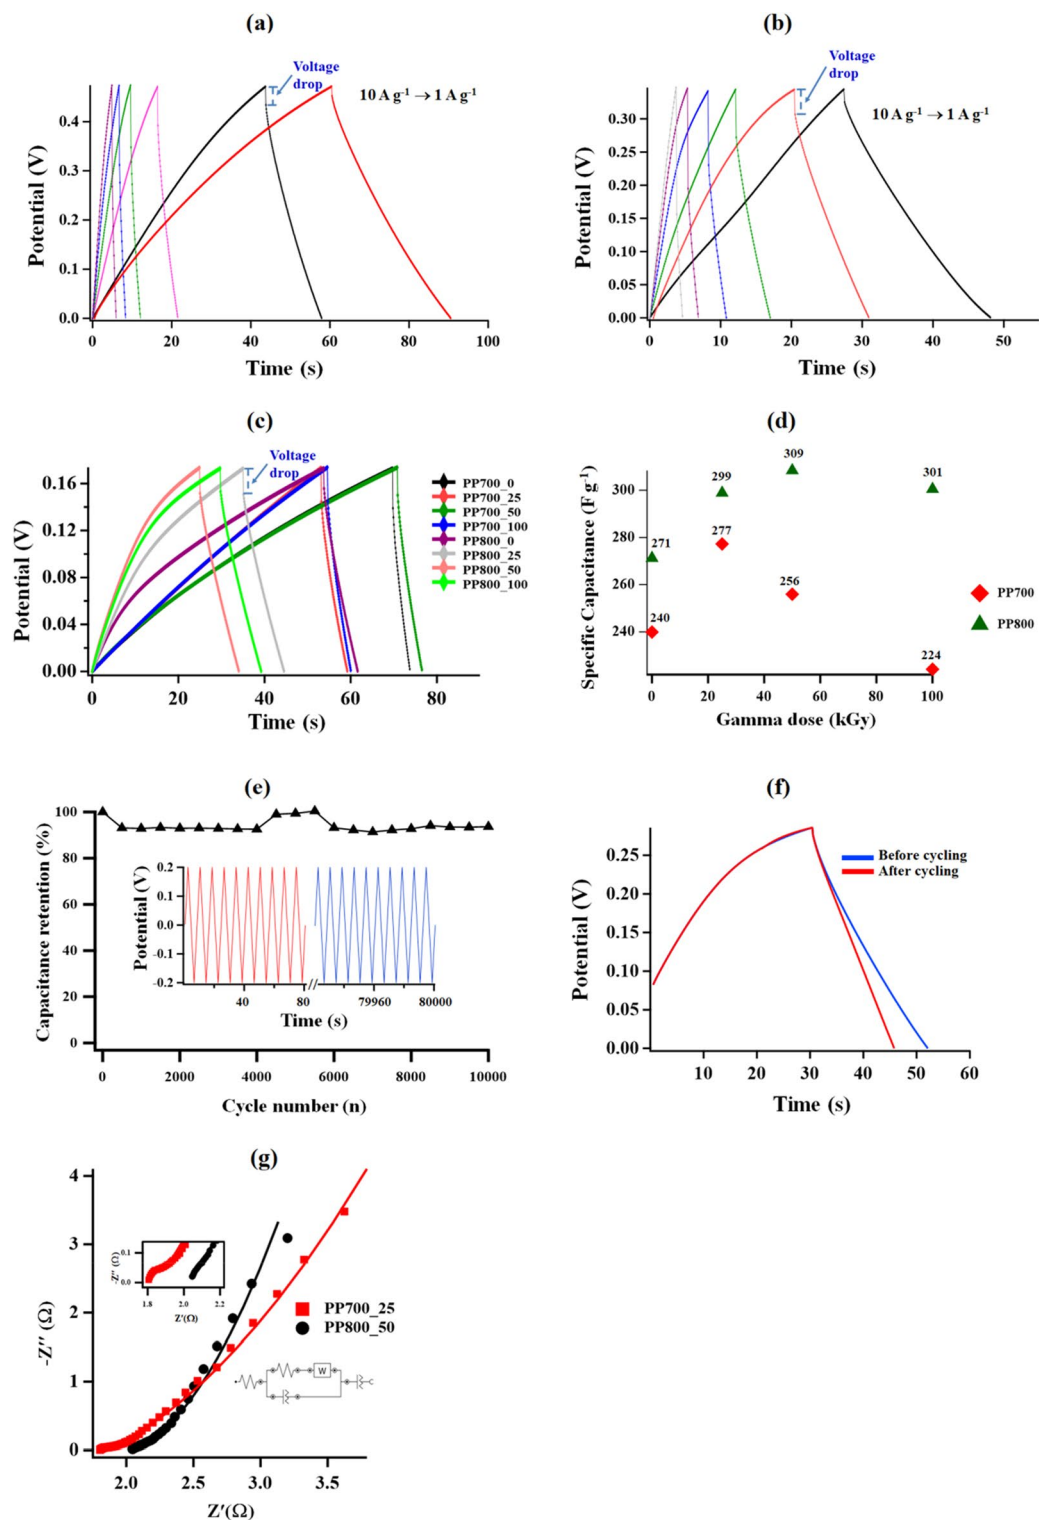 (a)
Voltage
drop
10 A g⁻¹ → 1 A g⁻¹
0.4
0.3
0.2
0.1
0.0
Potential (V)
0 20 40 60 80 100
Time (s)
(b)
Voltage
drop
10 A g⁻¹ → 1 A g⁻¹
0.30
0.25
0.20
0.15
0.10
0.05
0.00
Potential (V)
0 10 20 30 40 50
Time (s)
(c)
Voltage
drop
0.16
0.12
0.08
0.04
0.00
Potential (V)
PP700_0
PP700_25
PP700_50
PP700_100
PP800_0
PP800_25
PP800_50
PP800_100
0 20 40 60 80
Time (s)
(d)
300
280
260
240
Specific Capacitance (F g⁻¹)
309
299
301
271
277
256
240
224
PP700
PP800
0 20 40 60 80 100
Gamma dose (kGy)
(e)
100
80
60
40
20
0
Capacitance retention (%)
0.2
0.1
0.0
-0.1
-0.2
Potential (V)
40 80 79960 80000
Time (s)
0 2000 4000 6000 8000 10000
Cycle number (n)
(f)
0.25
0.20
0.15
0.10
0.05
0.00
Potential (V)
Before cycling
After cycling
10 20 30 40 50 60
Time (s)
(g)
4
3
2
1
0
-Z″ (Ω)
0.1
0.0
-Z″ (Ω)
1.8 2.0 2.2
Z′(Ω)
PP700_25
PP800_50
W
2.0 2.5 3.0 3.5
Z′(Ω)